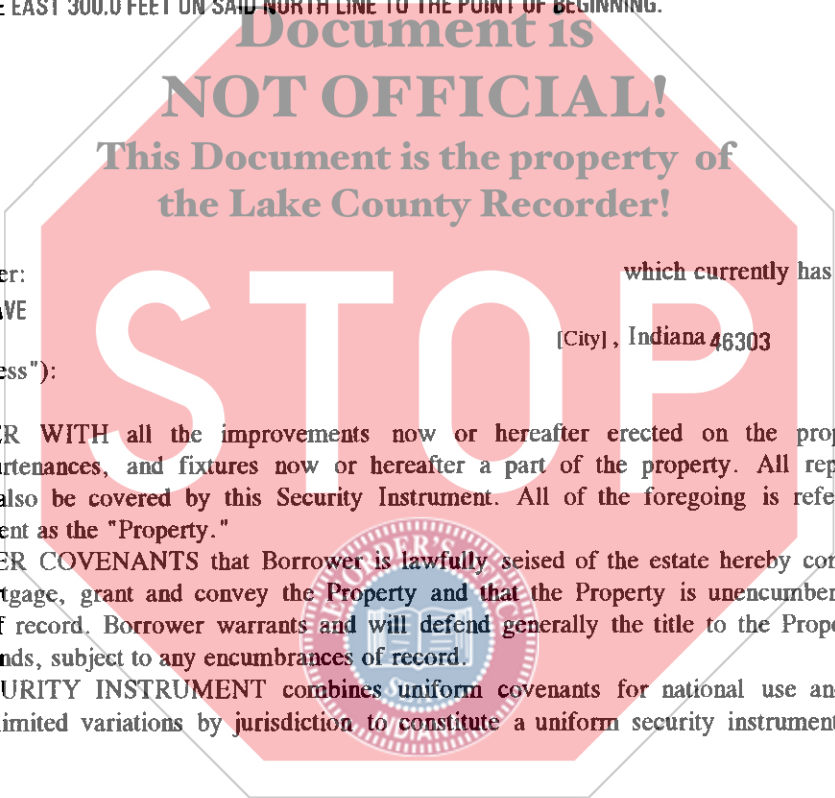 E EAST 300.0 FEET ON SAID NORTH LINE TO THE POINT OF BEGINNING.
Document is
NOT OFFICIAL!
This Document is the property of
the Lake County Recorder!
er: which currently has
AVE
[City], Indiana 46303
ess"):
STOP
ER WITH all the improvements now or hereafter erected on the prop
rtenances, and fixtures now or hereafter a part of the property. All rep
also be covered by this Security Instrument. All of the foregoing is refe
ent as the "Property."
ER COVENANTS that Borrower is lawfully seised of the estate hereby con
tgage, grant and convey the Property and that the Property is unencumber
f record. Borrower warrants and will defend generally the title to the Prope
nds, subject to any encumbrances of record.
URITY INSTRUMENT combines uniform covenants for national use an
limited variations by jurisdiction to constitute a uniform security instrument